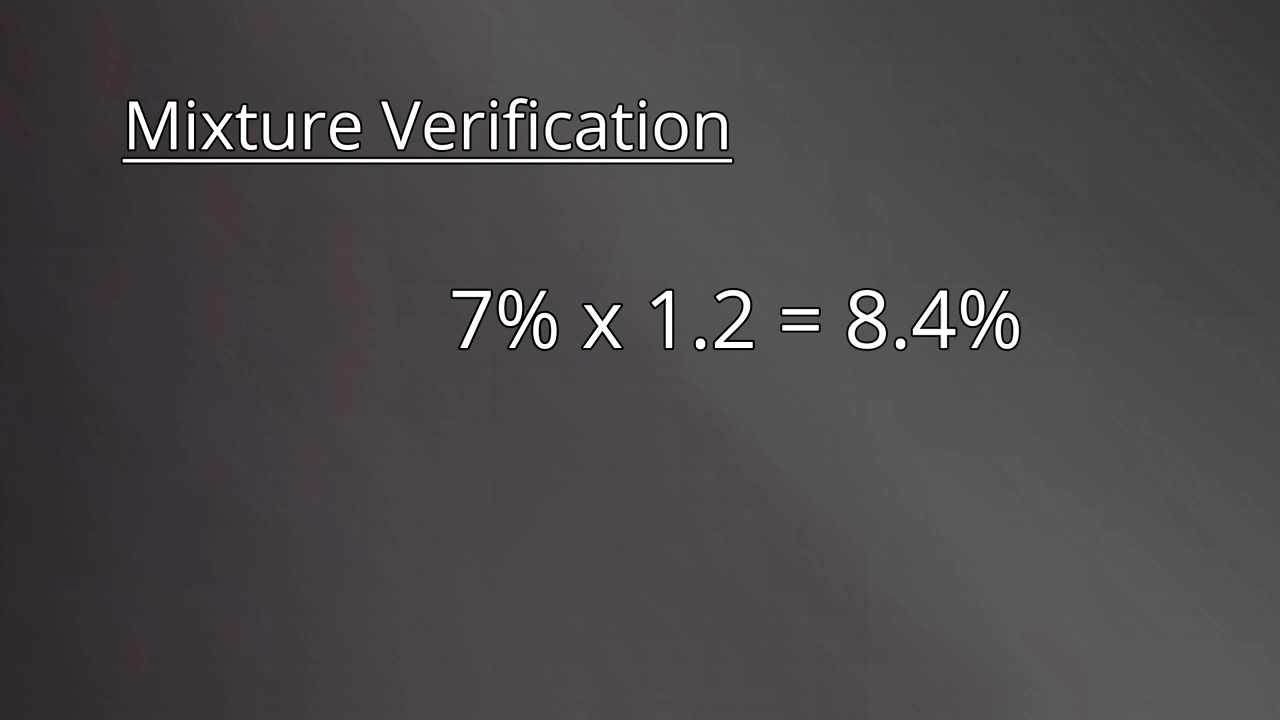 Mixture Verification
7% x 1.2 = 8.4%